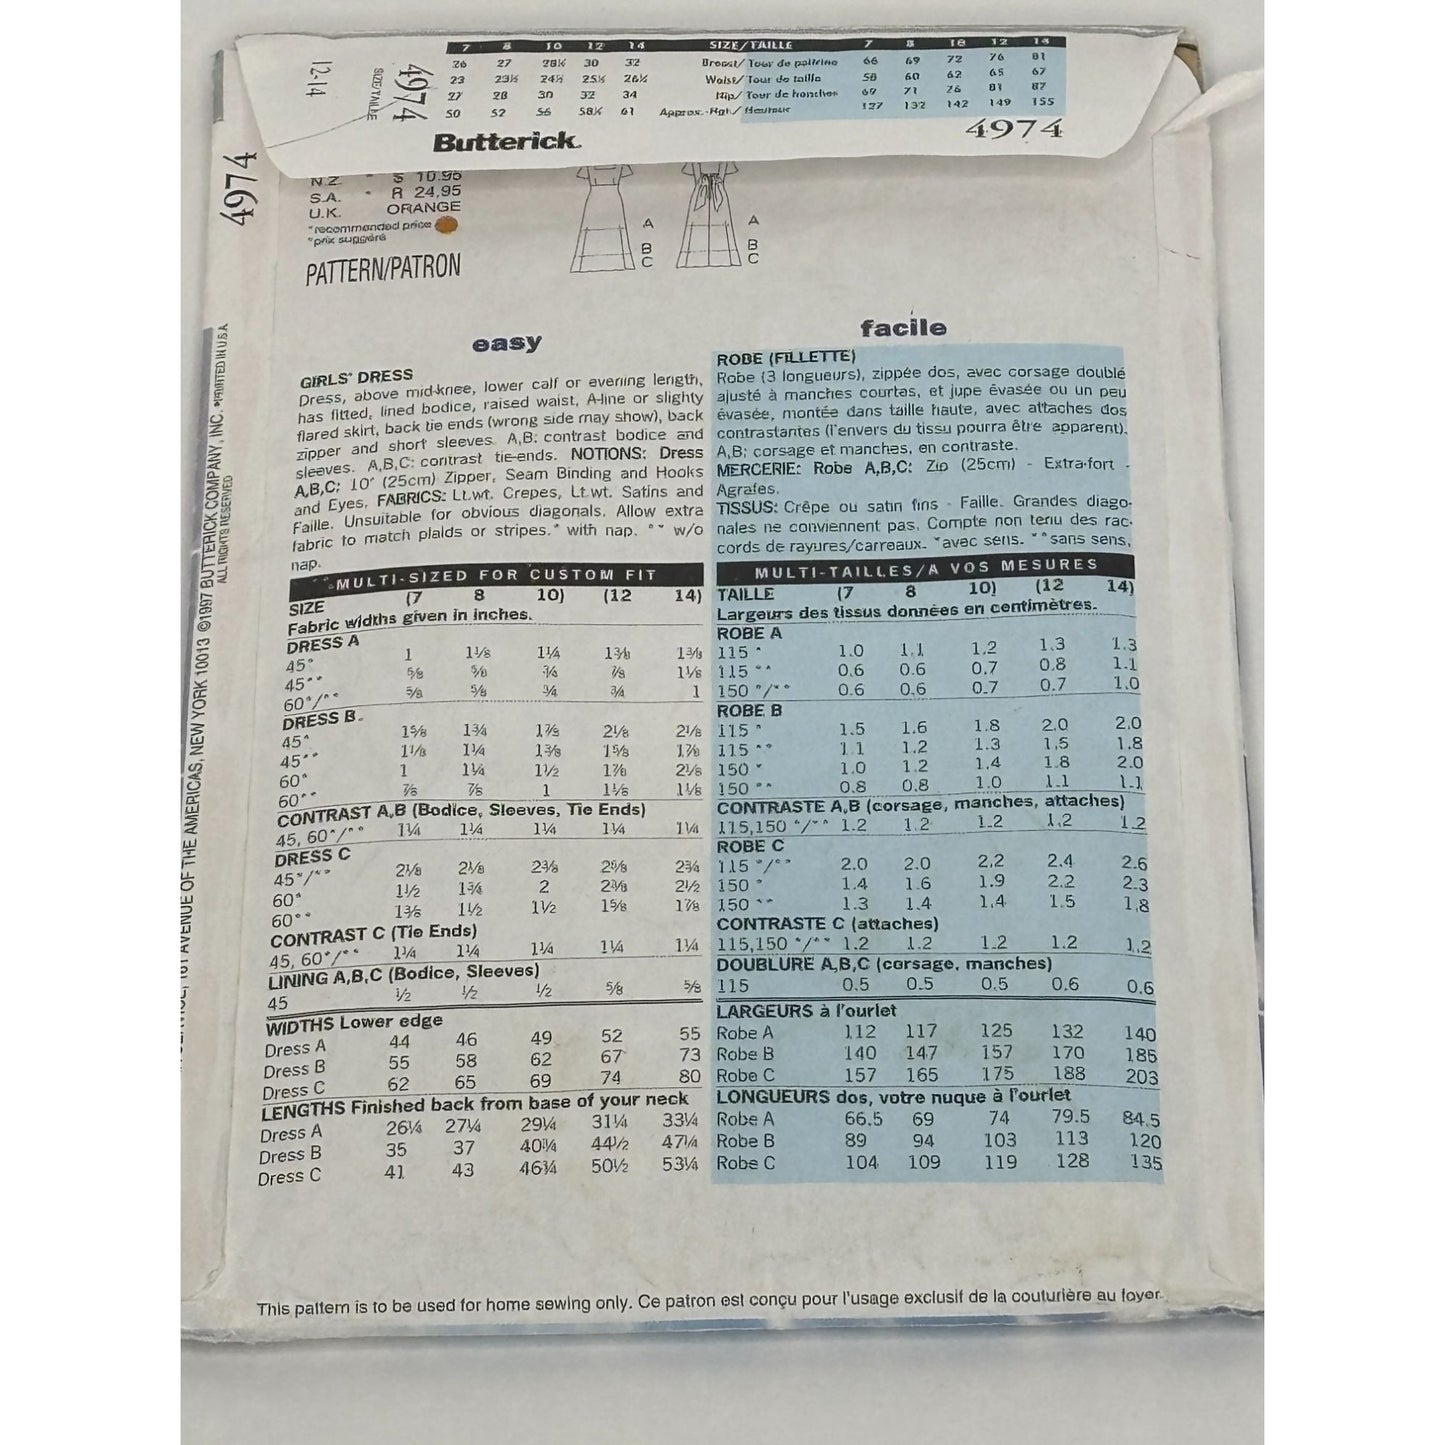 7 8 10 12 14 SIZE/TAILLE 7 8 10 12 14
26 27 28½ 30 32 Breast/Tour de poitrine 66 69 72 76 81
23 23½ 24½ 25½ 26½ Waist/Tour de taille 58 60 62 65 67
27 28 30 32 34 Hip/Tour de hanches 69 71 76 81 87
50 52 56 58½ 61 Approx. Hgt/Hauteur 127 132 142 149 155
12-14
SIZE/TAILLE
4974
Butterick®
4974
4974
N.Z. * $ 10.95
S.A. * R 24,95
U.K. ORANGE
*recommended price
*prix suggéré
PATTERN/PATRON
A
B
C
A
B
C
easy
GIRLS' DRESS
Dress, above mid-knee, lower calf or evening length,
has fitted, lined bodice, raised waist, A-line or slighty
flared skirt, back tie ends (wrong side may show), back
zipper and short sleeves. A,B: contrast bodice and
sleeves. A,B,C: contrast tie-ends. NOTIONS: Dress
A,B,C: 10" (25cm) Zipper, Seam Binding and Hooks
and Eyes. FABRICS: Lt.wt. Crepes, Lt.wt. Satins and
Faille. Unsuitable for obvious diagonals. Allow extra
fabric to match plaids or stripes. * with nap. ** w/o
nap.
MULTI-SIZED FOR CUSTOM FIT
SIZE (7 8 10) (12 14)
Fabric widths given in inches.
DRESS A
45* 1 1⅛ 1¼ 1⅜ 1⅜
45** ⅝ ⅝ ¾ ⅞ 1⅛
60*/** ⅝ ⅝ ¾ ¾ 1
DRESS B
45* 1⅝ 1¾ 1⅞ 2⅛ 2⅛
45** 1⅛ 1¼ 1⅜ 1⅝ 1⅞
60* 1 1¼ 1½ 1⅞ 2⅛
60** ⅞ ⅞ 1 1⅛ 1⅛
CONTRAST A,B (Bodice, Sleeves, Tie Ends)
45, 60*/** 1¼ 1¼ 1¼ 1¼ 1¼
DRESS C
45*/** 2⅛ 2⅛ 2⅜ 2⅝ 2¾
60* 1½ 1¾ 2 2⅜ 2½
60** 1⅜ 1½ 1½ 1⅝ 1⅞
CONTRAST C (Tie Ends)
45, 60*/** 1¼ 1¼ 1¼ 1¼ 1¼
LINING A,B,C (Bodice, Sleeves)
45 ½ ½ ½ ⅝ ⅝
WIDTHS Lower edge
Dress A 44 46 49 52 55
Dress B 55 58 62 67 73
Dress C 62 65 69 74 80
LENGTHS Finished back from base of your neck
Dress A 26¼ 27¼ 29¼ 31¼ 33¼
Dress B 35 37 40¾ 44½ 47¼
Dress C 41 43 46¾ 50½ 53¼
facile
ROBE (FILLETTE)
Robe (3 longueurs), zippée dos, avec corsage doublé
ajusté à manches courtes, et jupe évasée ou un peu
évasée, montée dans taille haute, avec attaches dos
contrastantes (l'envers du tissu pourra être apparent).
A,B: corsage et manches, en contraste.
MERCERIE: Robe A,B,C: Zip (25cm) - Extra-fort -
Agrafes.
TISSUS: Crêpe ou satin fins - Faille. Grandes diago-
nales ne conviennent pas. Compte non tenu des rac-
cords de rayures/carreaux. *avec sens. **sans sens.
MULTI-TAILLES/A VOS MESURES
TAILLE (7 8 10) (12 14)
Largeurs des tissus données en centimètres.
ROBE A
115 * 1.0 1.1 1.2 1.3 1.3
115 ** 0.6 0.6 0.7 0.8 1.1
150 */** 0.6 0.6 0.7 0.7 1.0
ROBE B
115 * 1.5 1.6 1.8 2.0 2.0
115 ** 1.1 1.2 1.3 1.5 1.8
150 * 1.0 1.2 1.4 1.8 2.0
150 ** 0.8 0.8 1.0 1.1 1.1
CONTRASTE A,B (corsage, manches, attaches)
115,150 */** 1.2 1.2 1.2 1.2 1.2
ROBE C
115 */** 2.0 2.0 2.2 2.4 2.6
150 * 1.4 1.6 1.9 2.2 2.3
150 ** 1.3 1.4 1.4 1.5 1.8
CONTRASTE C (attaches)
115,150 */** 1.2 1.2 1.2 1.2 1.2
DOUBLURE A,B,C (corsage, manches)
115 0.5 0.5 0.5 0.6 0.6
LARGEURS à l'ourlet
Robe A 112 117 125 132 140
Robe B 140 147 157 170 185
Robe C 157 165 175 188 203
LONGUEURS dos, votre nuque à l'ourlet
Robe A 66.5 69 74 79.5 84.5
Robe B 89 94 103 113 120
Robe C 104 109 119 128 135
This pattern is to be used for home sewing only. Ce patron est conçu pour l'usage exclusif de la couturière au foyer.
AVENUE OF THE AMERICAS, NEW YORK 10013 ©1997 BUTTERICK COMPANY, INC. •PRINTED IN U.S.A
ALL RIGHTS RESERVED